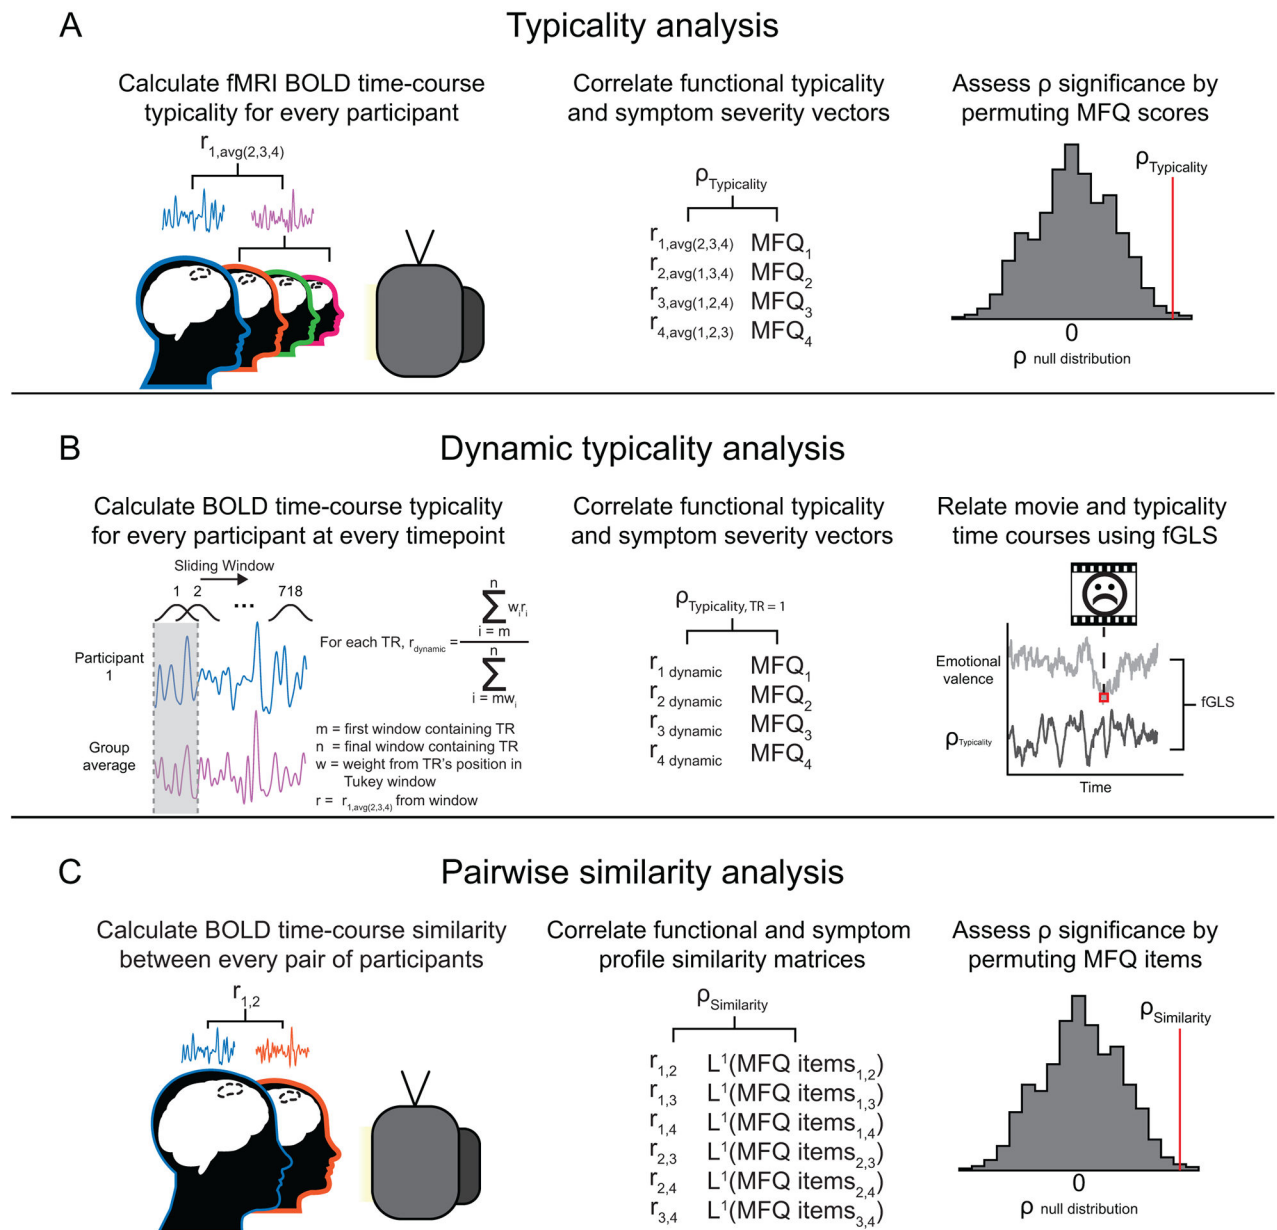 A
Typicality analysis
Calculate fMRI BOLD time-course
typicality for every participant
r1,avg(2,3,4)
Correlate functional typicality
and symptom severity vectors
ρTypicality
r1,avg(2,3,4) MFQ1
r2,avg(1,3,4) MFQ2
r3,avg(1,2,4) MFQ3
r4,avg(1,2,3) MFQ4
Assess ρ significance by
permuting MFQ scores
ρTypicality
0
ρ null distribution
B
Dynamic typicality analysis
Calculate BOLD time-course typicality
for every participant at every timepoint
Sliding Window
1 2 ... 718
Participant
1
Group
average
For each TR, rdynamic =
n
Σ wiri
i = m
n
Σ
i = mwi
m = first window containing TR
n = final window containing TR
w = weight from TR's position in
Tukey window
r = r1,avg(2,3,4) from window
Correlate functional typicality
and symptom severity vectors
ρTypicality, TR = 1
r1 dynamic MFQ1
r2 dynamic MFQ2
r3 dynamic MFQ3
r4 dynamic MFQ4
Relate movie and typicality
time courses using fGLS
Emotional
valence
fGLS
ρTypicality
Time
C
Pairwise similarity analysis
Calculate BOLD time-course similarity
between every pair of participants
r1,2
Correlate functional and symptom
profile similarity matrices
ρSimilarity
r1,2 L¹(MFQ items1,2)
r1,3 L¹(MFQ items1,3)
r1,4 L¹(MFQ items1,4)
r2,3 L¹(MFQ items2,3)
r2,4 L¹(MFQ items2,4)
r3,4 L¹(MFQ items3,4)
Assess ρ significance by
permuting MFQ items
ρSimilarity
0
ρ null distribution